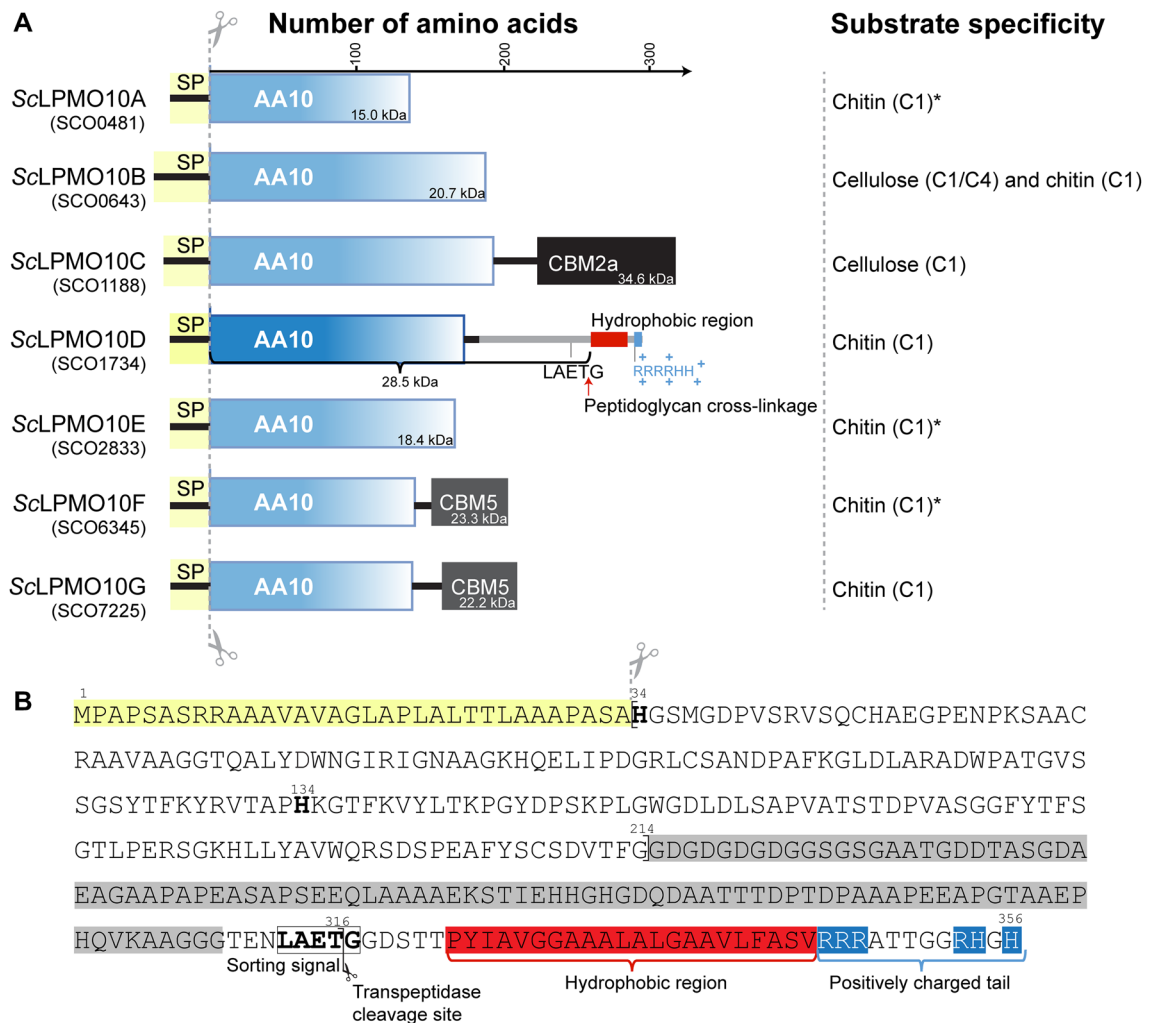 A
Number of amino acids
Substrate specificity
100
200
300
SP
AA10
15.0 kDa
ScLPMO10A
(SCO0481)
Chitin (C1)*
SP
AA10
20.7 kDa
ScLPMO10B
(SCO0643)
Cellulose (C1/C4) and chitin (C1)
SP
AA10
CBM2a
34.6 kDa
ScLPMO10C
(SCO1188)
Cellulose (C1)
SP
AA10
Hydrophobic region
ScLPMO10D
(SCO1734)
Chitin (C1)
LAETG
+ + +
RRRRHH
+ +
28.5 kDa
Peptidoglycan cross-linkage
SP
AA10
18.4 kDa
ScLPMO10E
(SCO2833)
Chitin (C1)*
SP
AA10
CBM5
23.3 kDa
ScLPMO10F
(SCO6345)
Chitin (C1)*
SP
AA10
CBM5
22.2 kDa
ScLPMO10G
(SCO7225)
Chitin (C1)
B
1
34
MPAPSASRRAAAVAVAGLAPLALTTLAAAPASAHGSMGDPVSRVSQCHAEGPENPKSAAC
RAAVAAGGTQALYDWNGIRIGNAAGKHQELIPDGRLCSANDPAFKGLDLARADWPATGVS
134
SGSYTFKYRVTAPHKGTFKVYLTKPGYDPSKPLGWGDLDLSAPVATSTDPVASGGFYTFS
214
GTLPERSGKHLLYAVWQRSDSPEAFYSCSDVTFGGDGDGDGDGGSGSGAATGDDTASGDA
EAGAAPAPEASAPSEEQLAAAAEKSTIEHHGHGDQDAATTTDPTDPAAAPEEAPGTAAEP
316
356
HQVKAAGGGTENLAETGGDSTTPYIAVGGAAALALGAAVLFASVRRRATTGGRHGH
Sorting signal
Transpeptidase
cleavage site
Hydrophobic region
Positively charged tail